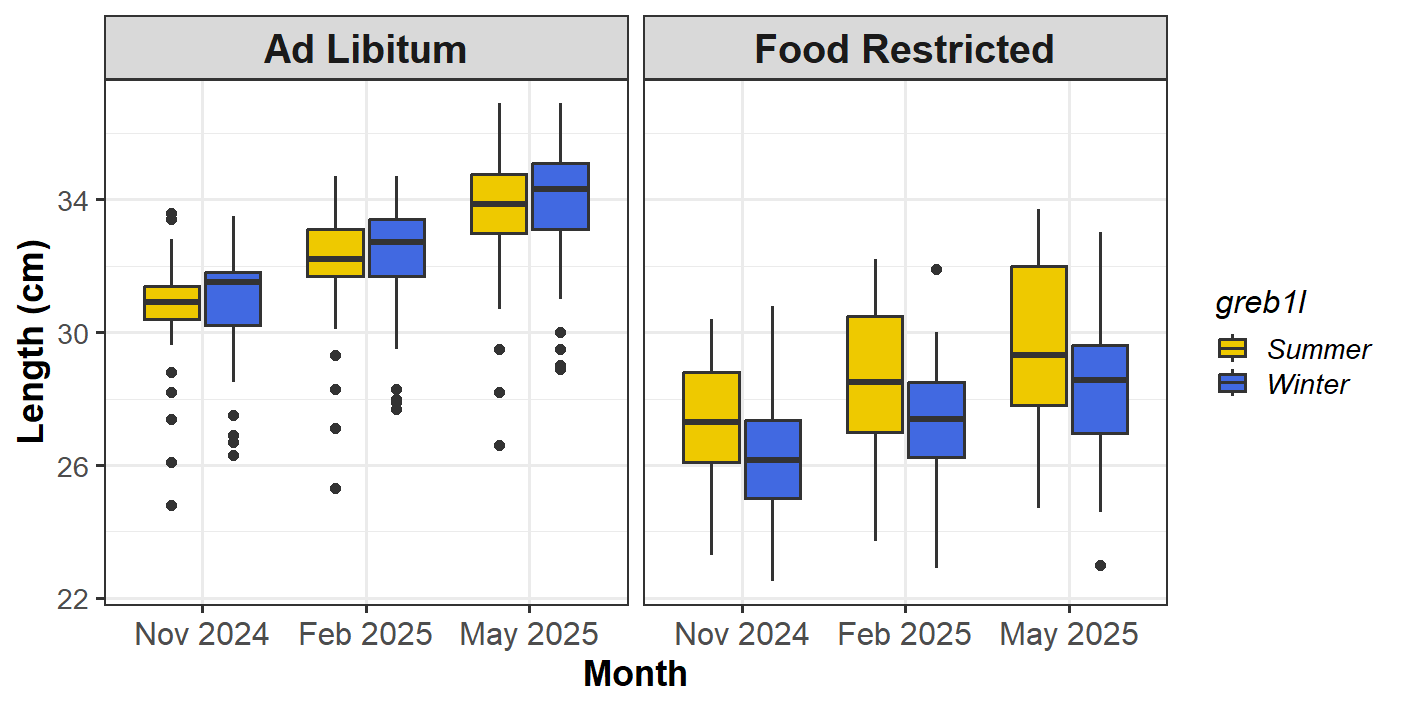 Ad Libitum
Food Restricted
Length (cm)
34
30
26
22
Nov 2024 Feb 2025 May 2025
Nov 2024 Feb 2025 May 2025
Month
greb1l
Summer
Winter